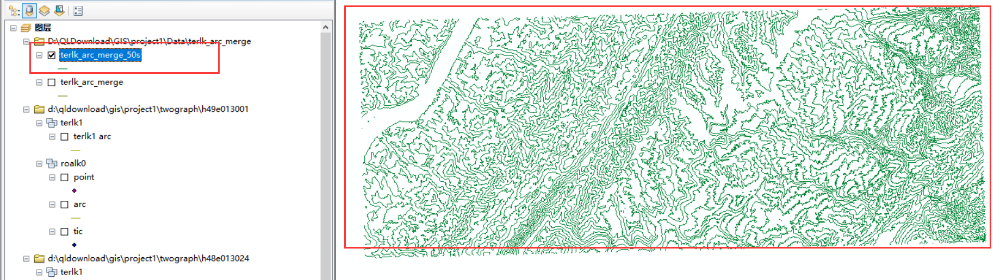 图层
D:\QLDownload\GIS\project1\Data\terlk_arc_merge
terlk_arc_merge_50s
terlk_arc_merge
d:\qldownload\gis\project1\twograph\h49e013001
terlk1
terlk1 arc
roalk0
point
arc
tic
d:\qldownload\gis\project1\twograph\h48e013024
terlk1